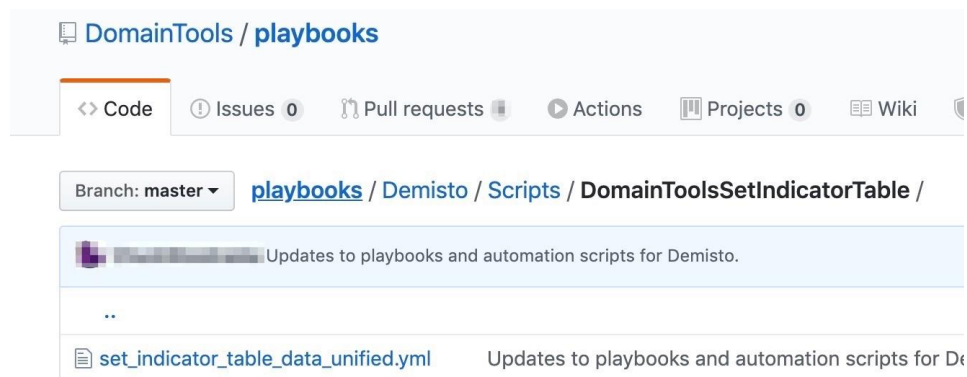 DomainTools / playbooks
Code Issues 0 Pull requests Actions Projects 0 Wiki
Branch: master playbooks / Demisto / Scripts / DomainToolsSetIndicatorTable /
Updates to playbooks and automation scripts for Demisto.
..
set_indicator_table_data_unified.yml Updates to playbooks and automation scripts for De